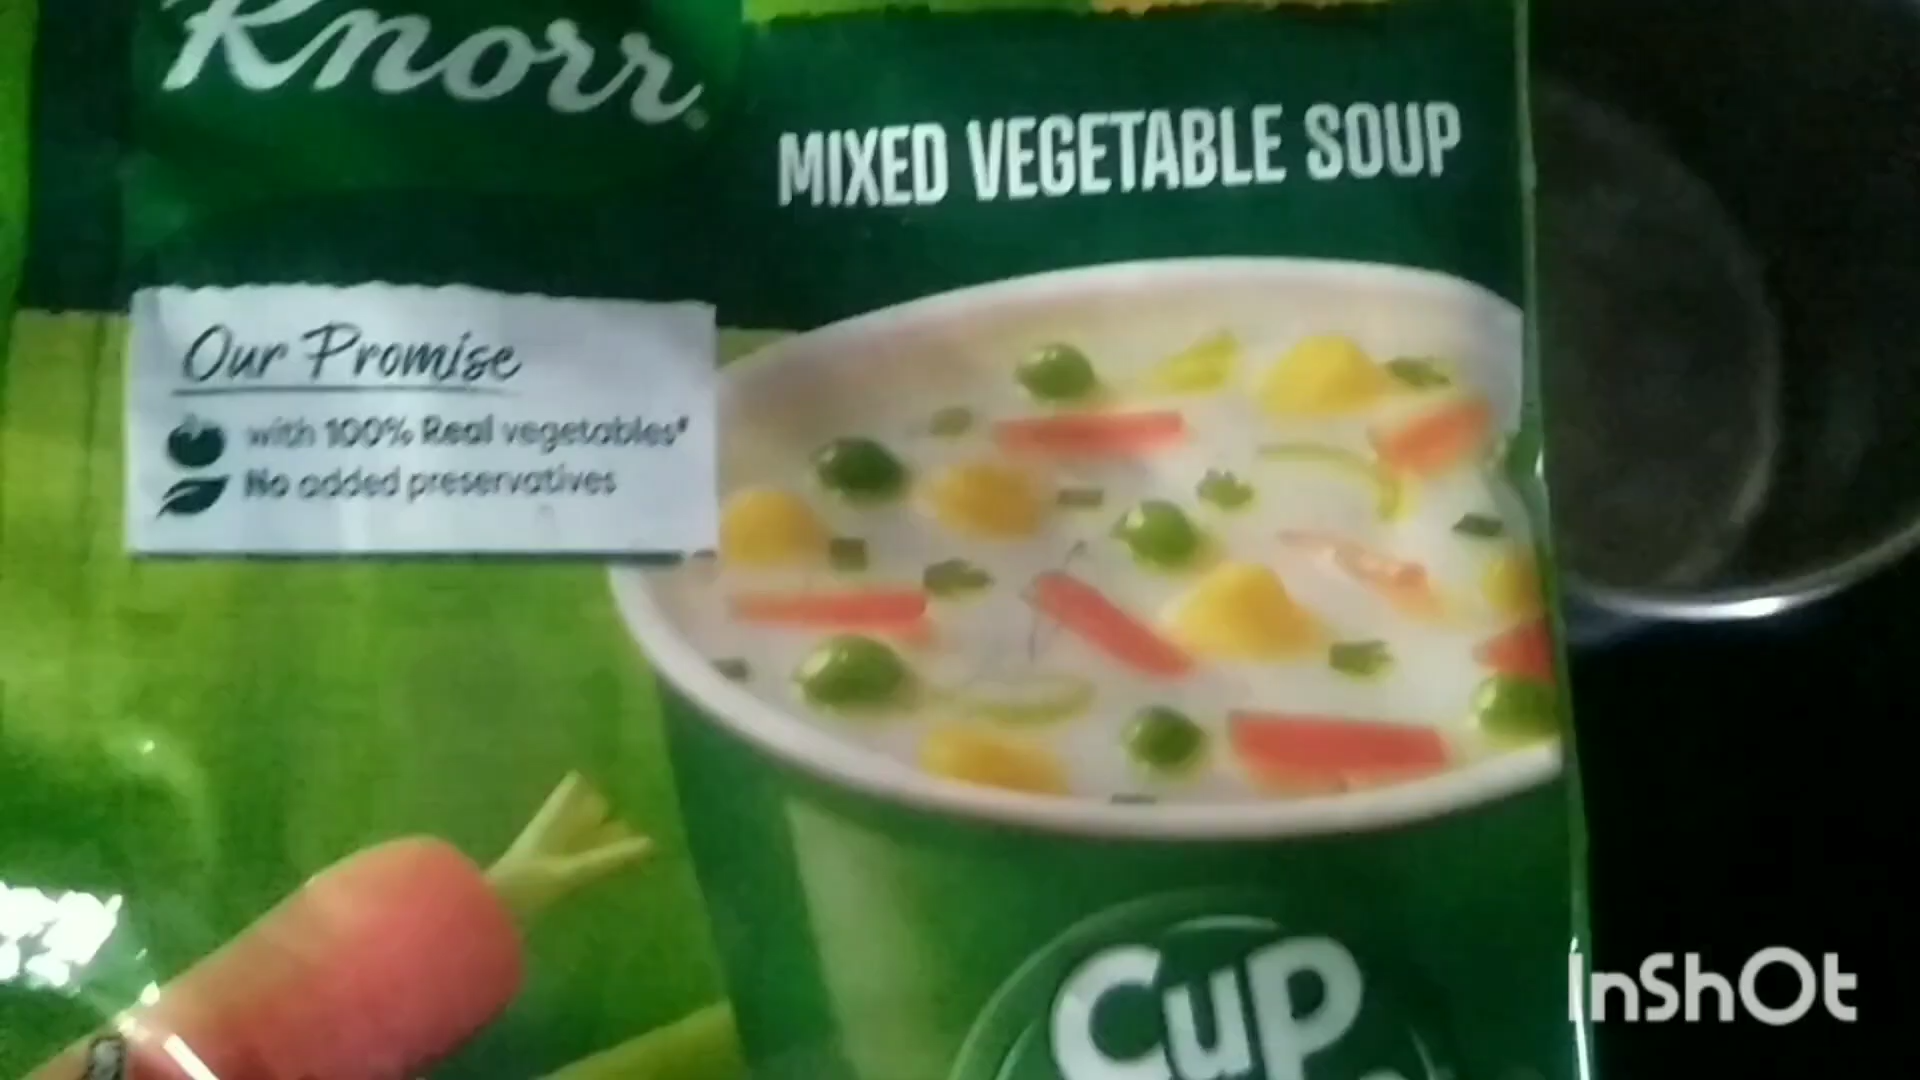 Knorr
MIXED VEGETABLE SOUP
Our Promise
with 100% Real vegetables#
No added preservatives
CuP
InShOt